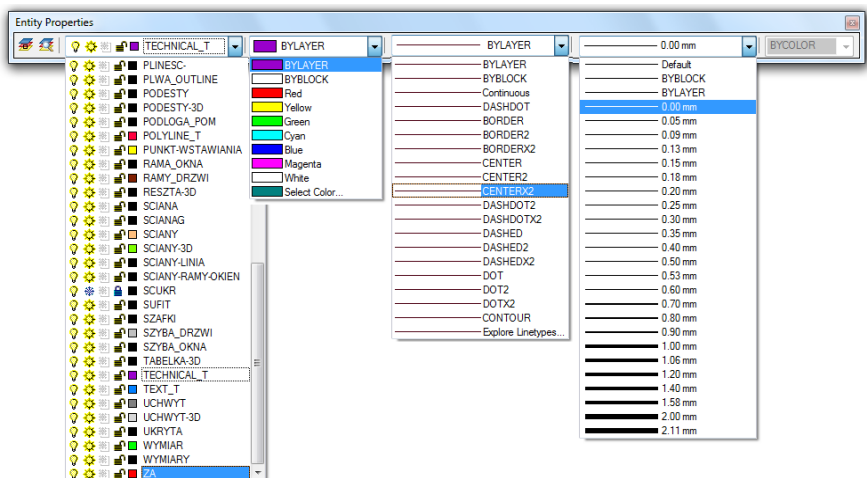 Entity Properties
TECHNICAL_T
BYLAYER
BYLAYER
0.00 mm
BYCOLOR
PLINESC-
PLWA_OUTLINE
PODESTY
PODESTY-3D
PODLOGA_POM
POLYLINE_T
PUNKT-WSTAWIANIA
RAMA_OKNA
RAMY_DRZWI
RESZTA-3D
SCIANA
SCIANAG
SCIANY
SCIANY-3D
SCIANY-LINIA
SCIANY-RAMY-OKIEN
SCUKR
SUFIT
SZAFKI
SZYBA_DRZWI
SZYBA_OKNA
TABELKA-3D
TECHNICAL_T
TEXT_T
UCHWYT
UCHWYT-3D
UKRYTA
WYMIAR
WYMIARY
ZA
BYLAYER
BYBLOCK
Red
Yellow
Green
Cyan
Blue
Magenta
White
Select Color...
BYLAYER
BYBLOCK
Continuous
DASHDOT
BORDER
BORDER2
BORDERX2
CENTER
CENTER2
CENTERX2
DASHDOT2
DASHDOTX2
DASHED
DASHED2
DASHEDX2
DOT
DOT2
DOTX2
CONTOUR
Explore Linetypes...
Default
BYBLOCK
BYLAYER
0.00 mm
0.05 mm
0.09 mm
0.13 mm
0.15 mm
0.18 mm
0.20 mm
0.25 mm
0.30 mm
0.35 mm
0.40 mm
0.50 mm
0.53 mm
0.60 mm
0.70 mm
0.80 mm
0.90 mm
1.00 mm
1.06 mm
1.20 mm
1.40 mm
1.58 mm
2.00 mm
2.11 mm